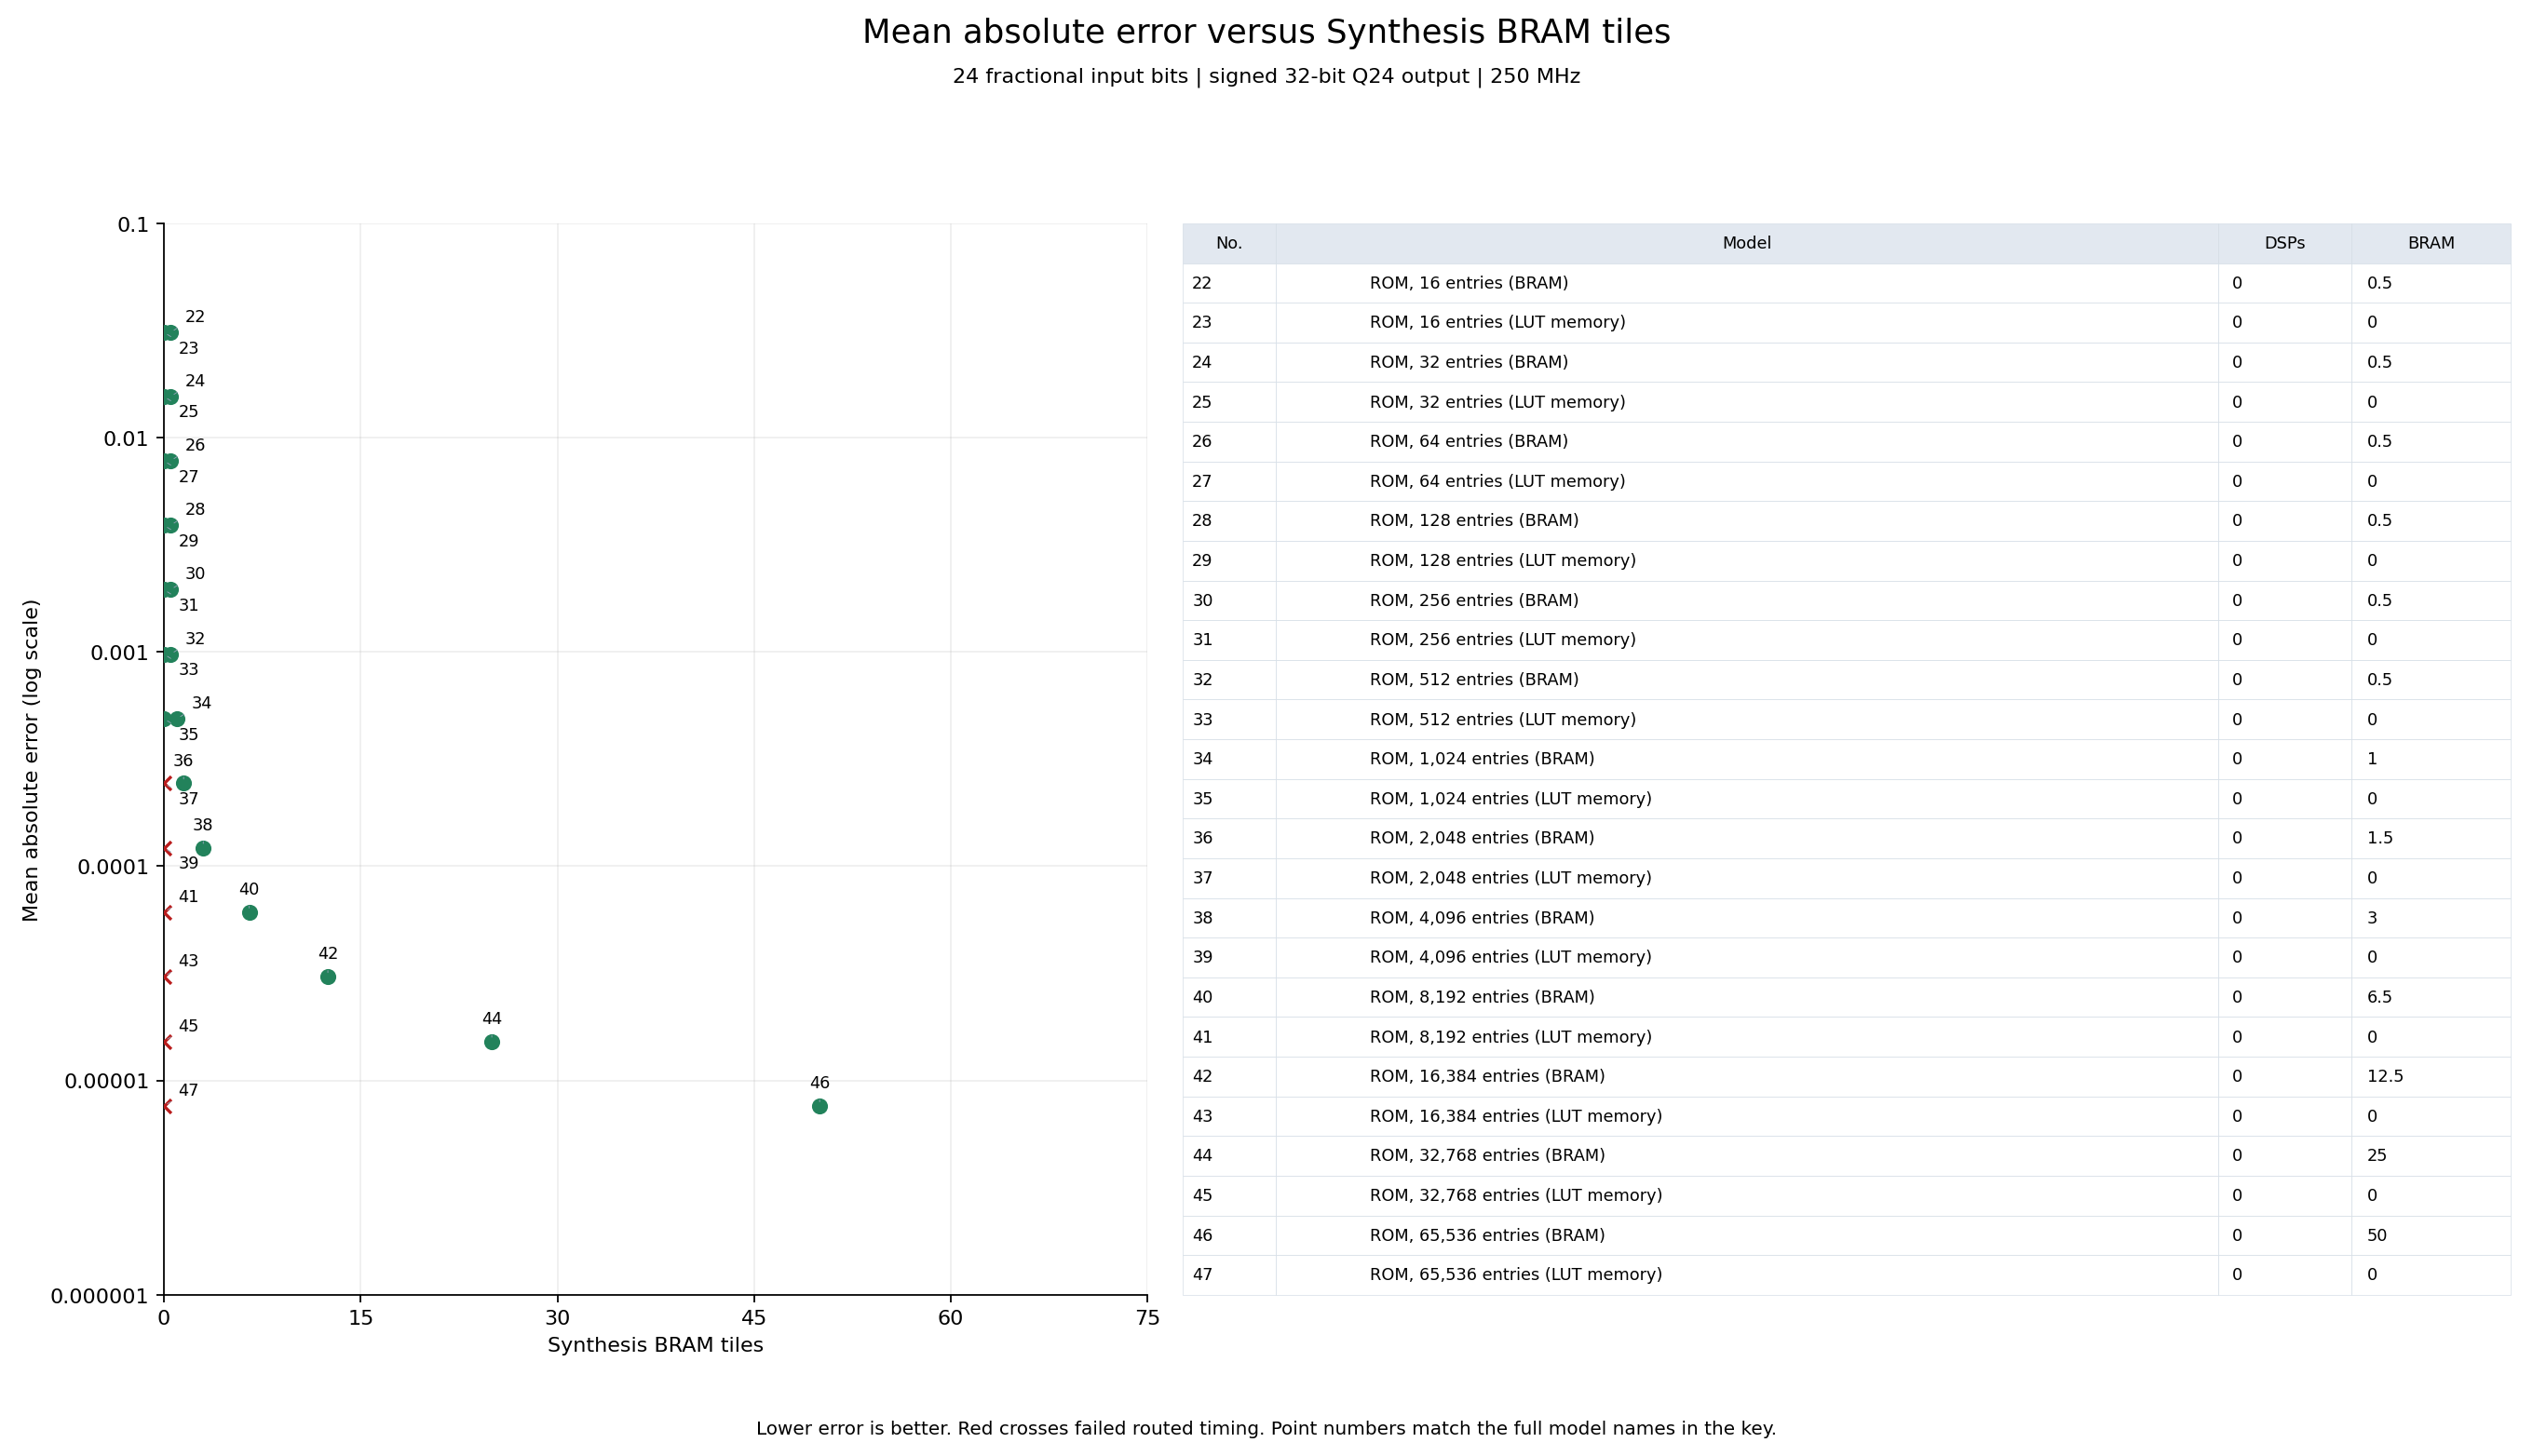 Mean absolute error versus Synthesis BRAM tiles
24 fractional input bits | signed 32-bit Q24 output | 250 MHz
Mean absolute error (log scale)
0.1
0.01
0.001
0.0001
0.00001
0.000001
22
23
24
25
26
27
28
29
30
31
32
33
34
35
36
37
38
39
40
41
42
43
44
45
46
47
0 15 30 45 60 75
Synthesis BRAM tiles
No. Model DSPs BRAM
22 ROM, 16 entries (BRAM) 0 0.5
23 ROM, 16 entries (LUT memory) 0 0
24 ROM, 32 entries (BRAM) 0 0.5
25 ROM, 32 entries (LUT memory) 0 0
26 ROM, 64 entries (BRAM) 0 0.5
27 ROM, 64 entries (LUT memory) 0 0
28 ROM, 128 entries (BRAM) 0 0.5
29 ROM, 128 entries (LUT memory) 0 0
30 ROM, 256 entries (BRAM) 0 0.5
31 ROM, 256 entries (LUT memory) 0 0
32 ROM, 512 entries (BRAM) 0 0.5
33 ROM, 512 entries (LUT memory) 0 0
34 ROM, 1,024 entries (BRAM) 0 1
35 ROM, 1,024 entries (LUT memory) 0 0
36 ROM, 2,048 entries (BRAM) 0 1.5
37 ROM, 2,048 entries (LUT memory) 0 0
38 ROM, 4,096 entries (BRAM) 0 3
39 ROM, 4,096 entries (LUT memory) 0 0
40 ROM, 8,192 entries (BRAM) 0 6.5
41 ROM, 8,192 entries (LUT memory) 0 0
42 ROM, 16,384 entries (BRAM) 0 12.5
43 ROM, 16,384 entries (LUT memory) 0 0
44 ROM, 32,768 entries (BRAM) 0 25
45 ROM, 32,768 entries (LUT memory) 0 0
46 ROM, 65,536 entries (BRAM) 0 50
47 ROM, 65,536 entries (LUT memory) 0 0
Lower error is better. Red crosses failed routed timing. Point numbers match the full model names in the key.